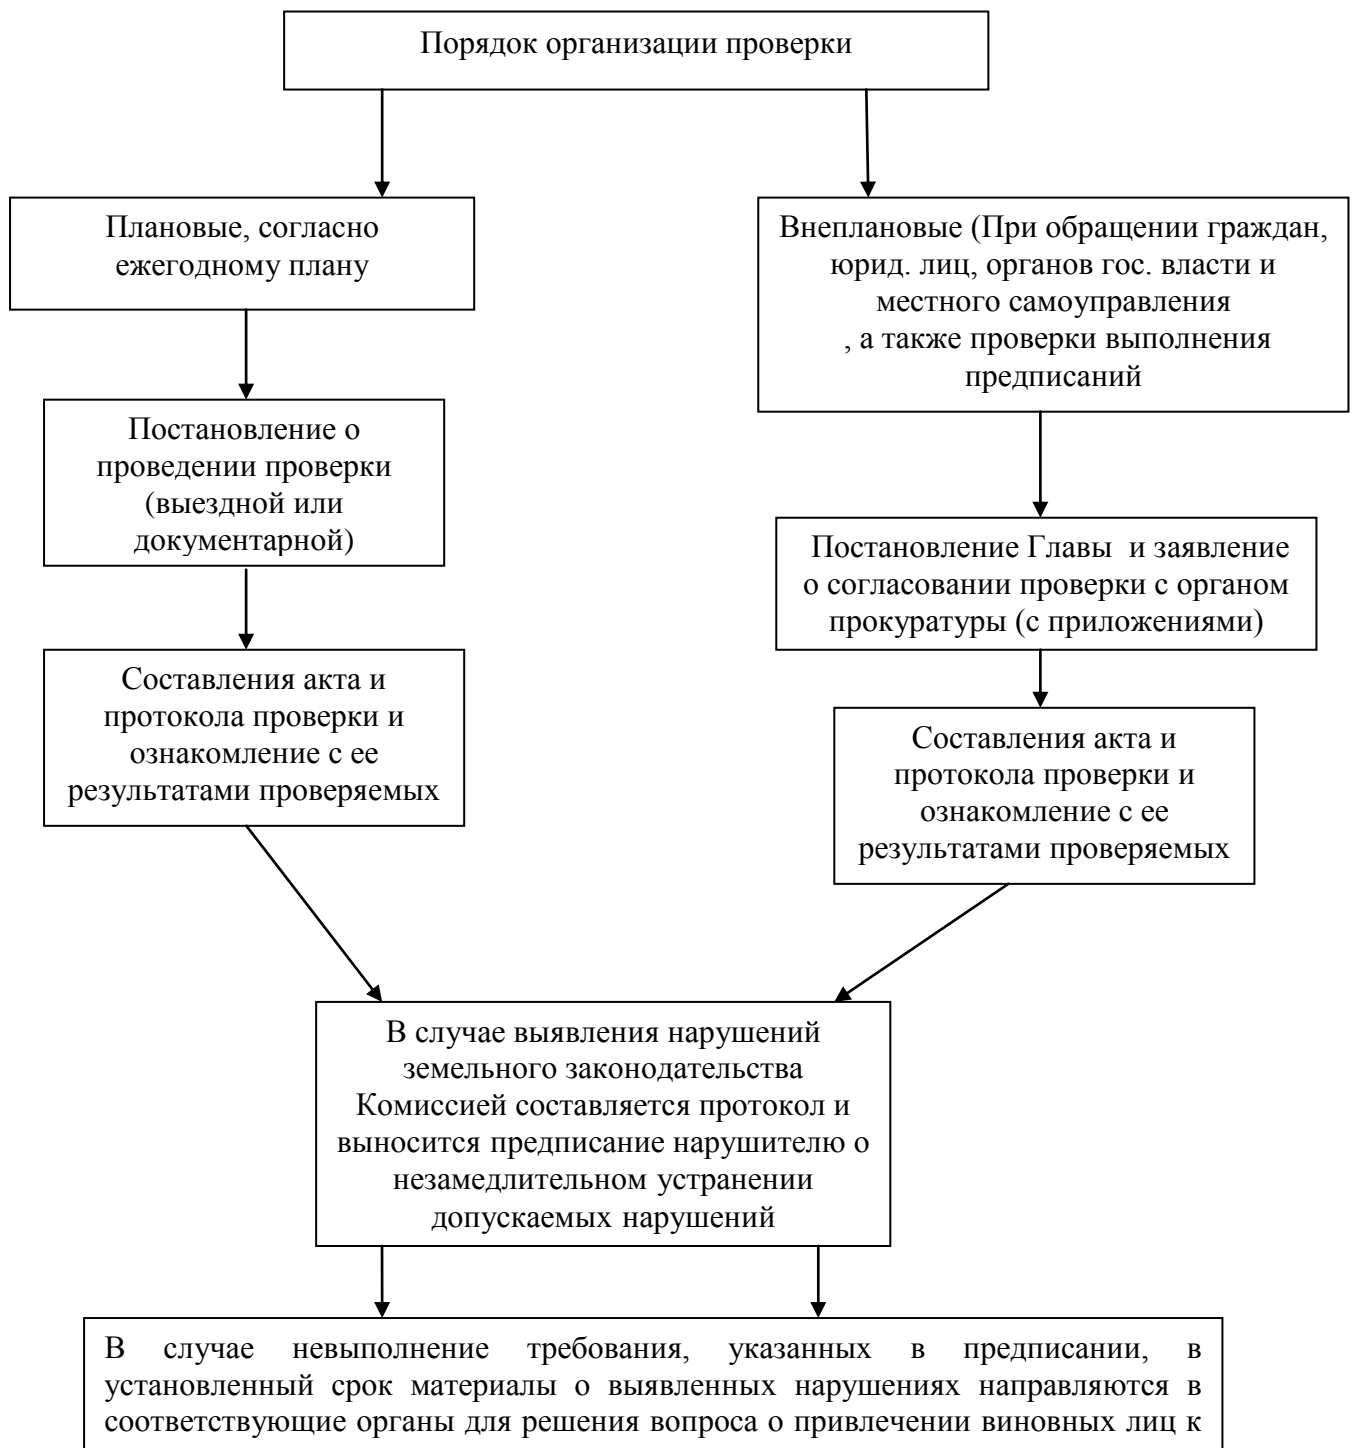 Порядок организации проверки
Плановые, согласно
ежегодному плану
Внеплановые (При обращении граждан,
юрид. лиц, органов гос. власти и
местного самоуправления
, а также проверки выполнения
предписаний
Постановление о
проведении проверки
(выездной или
документарной)
Постановление Главы и заявление
о согласовании проверки с органом
прокуратуры (с приложениями)
Составления акта и
протокола проверки и
ознакомление с ее
результатами проверяемых
Составления акта и
протокола проверки и
ознакомление с ее
результатами проверяемых
В случае выявления нарушений
земельного законодательства
Комиссией составляется протокол и
выносится предписание нарушителю о
незамедлительном устранении
допускаемых нарушений
В случае невыполнение требования, указанных в предписании, в
установленный срок материалы о выявленных нарушениях направляются в
соответствующие органы для решения вопроса о привлечении виновных лиц к